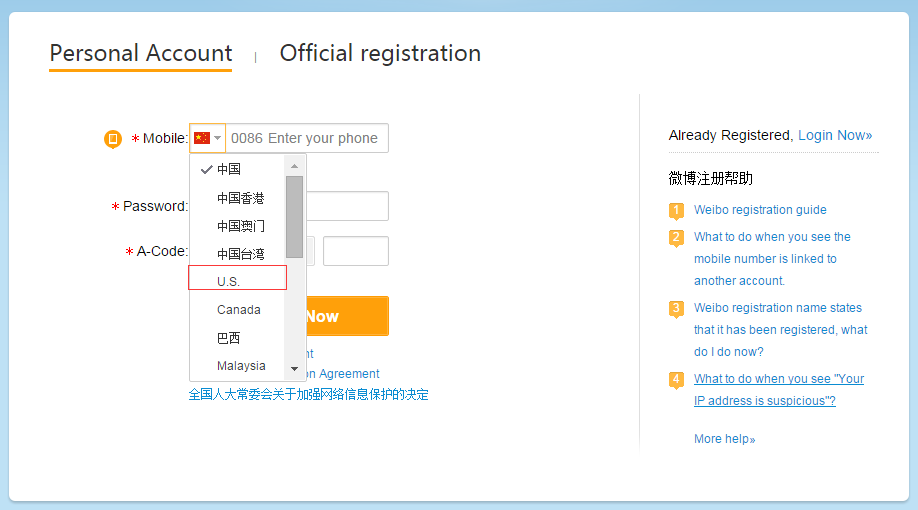 Personal Account | Official registration
* Mobile: 0086 Enter your phone
中国
中国香港
中国澳门
中国台湾
U.S.
Canada
巴西
Malaysia
* Password:
* A-Code:
Now
nt
on Agreement
全国人大常委会关于加强网络信息保护的决定
Already Registered, Login Now»
微博注册帮助
1 Weibo registration guide
2 What to do when you see the
mobile number is linked to
another account.
3 Weibo registration name states
that it has been registered, what
do I do now?
4 What to do when you see "Your
IP address is suspicious"?
More help»